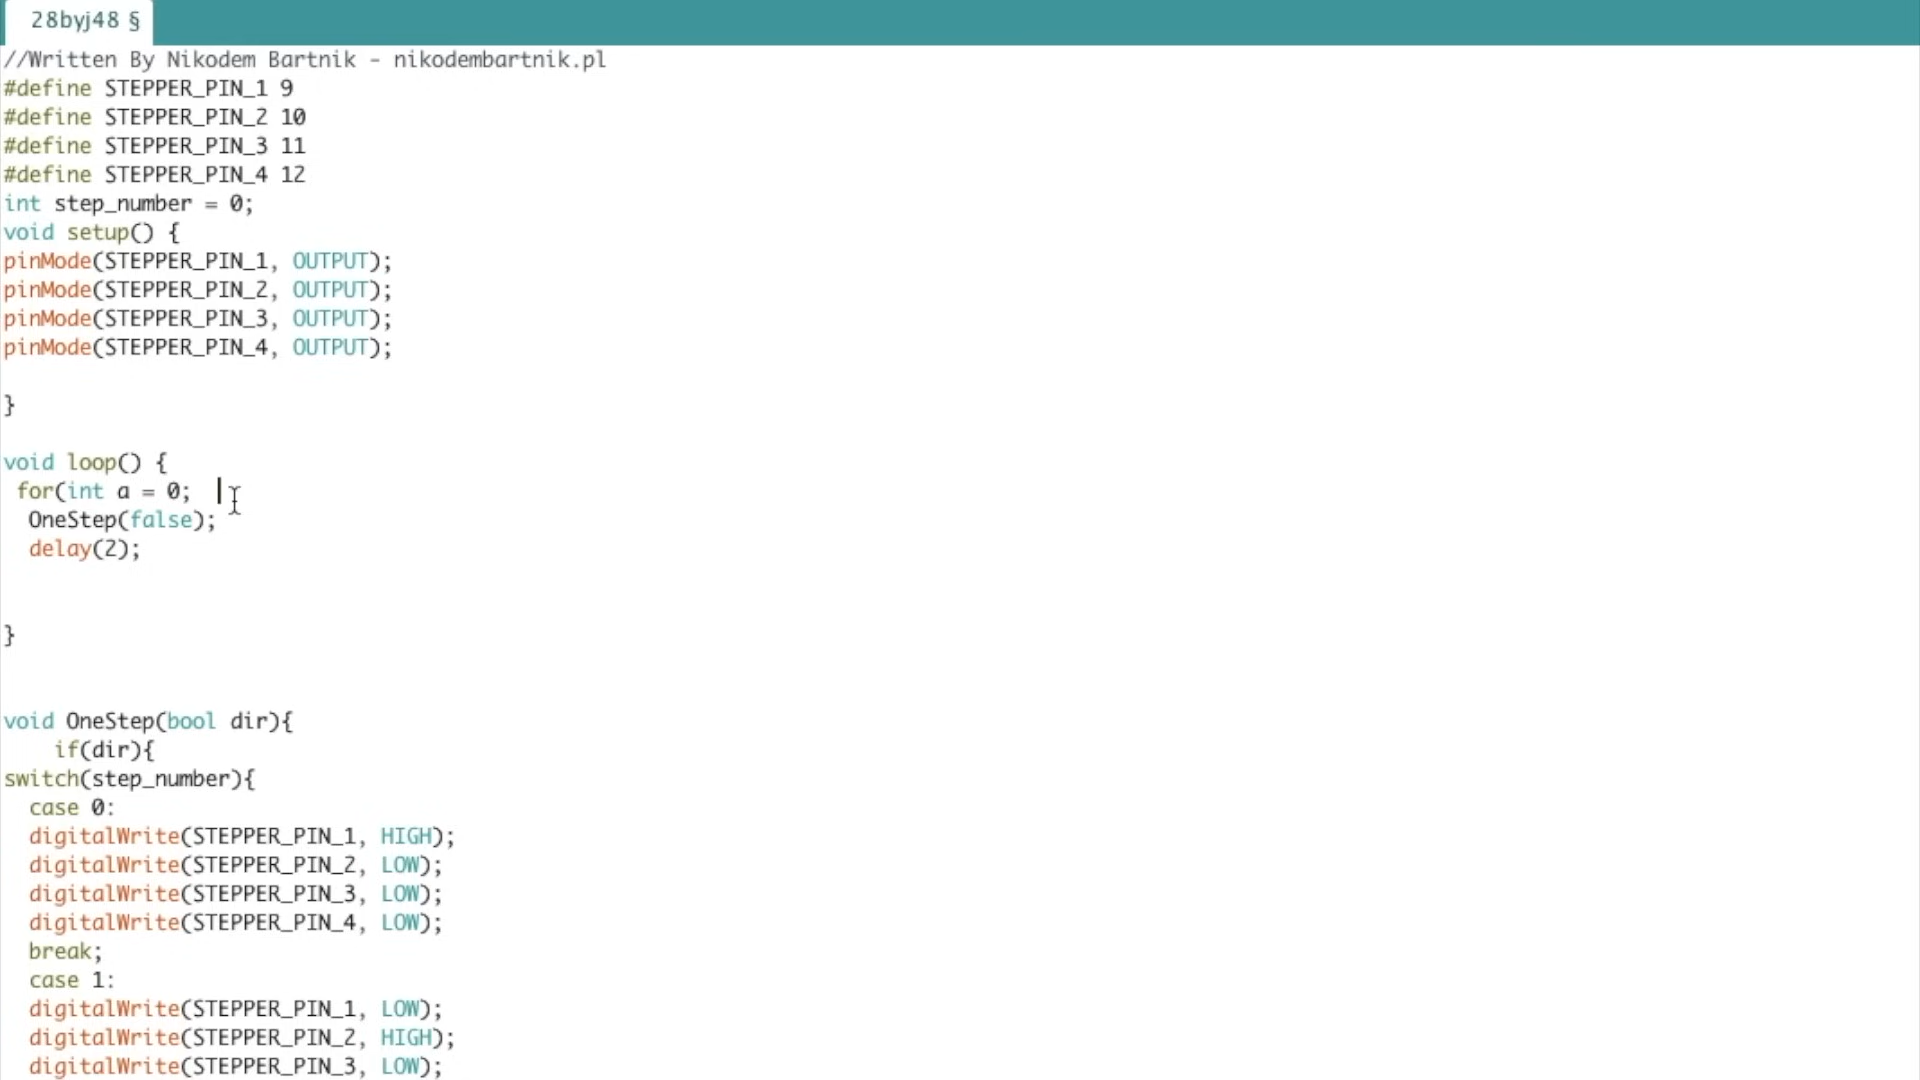 28byj48 §
//Written By Nikodem Bartnik - nikodembartnik.pl
#define STEPPER_PIN_1 9
#define STEPPER_PIN_2 10
#define STEPPER_PIN_3 11
#define STEPPER_PIN_4 12
int step_number = 0;
void setup() {
pinMode(STEPPER_PIN_1, OUTPUT);
pinMode(STEPPER_PIN_2, OUTPUT);
pinMode(STEPPER_PIN_3, OUTPUT);
pinMode(STEPPER_PIN_4, OUTPUT);
}
void loop() {
for(int a = 0;
OneStep(false);
delay(2);
}
void OneStep(bool dir){
if(dir){
switch(step_number){
case 0:
digitalWrite(STEPPER_PIN_1, HIGH);
digitalWrite(STEPPER_PIN_2, LOW);
digitalWrite(STEPPER_PIN_3, LOW);
digitalWrite(STEPPER_PIN_4, LOW);
break;
case 1:
digitalWrite(STEPPER_PIN_1, LOW);
digitalWrite(STEPPER_PIN_2, HIGH);
digitalWrite(STEPPER_PIN_3, LOW);